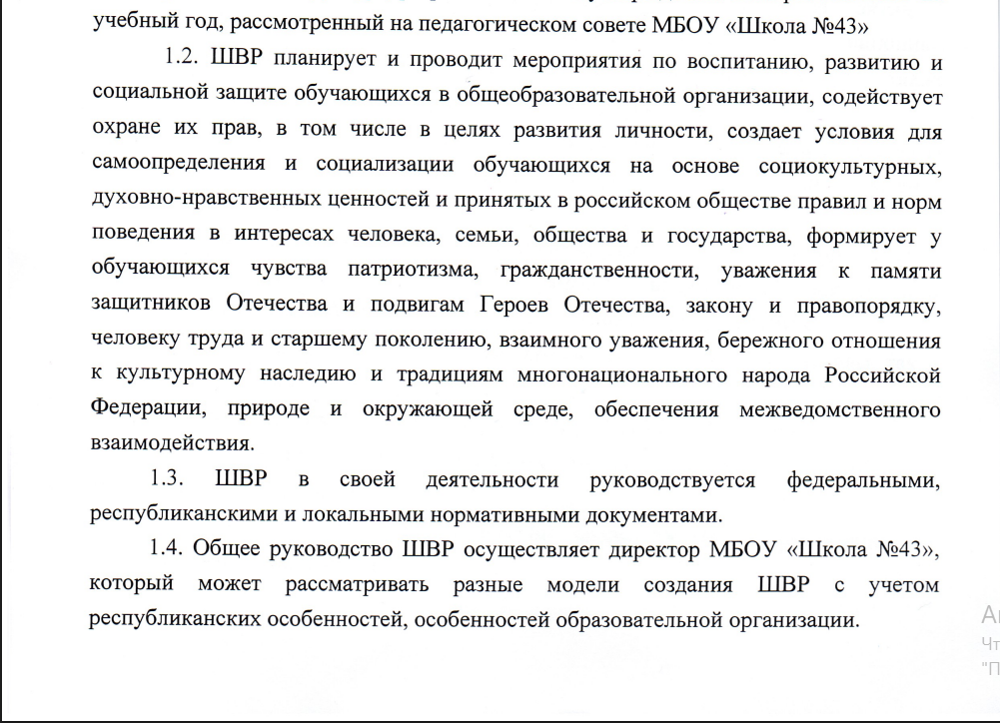 учебный год, рассмотренный на педагогическом совете МБОУ «Школа №43»
1.2. ШВР планирует и проводит мероприятия по воспитанию, развитию и
социальной защите обучающихся в общеобразовательной организации, содействует
охране их прав, в том числе в целях развития личности, создает условия для
самоопределения и социализации обучающихся на основе социокультурных,
духовно-нравственных ценностей и принятых в российском обществе правил и норм
поведения в интересах человека, семьи, общества и государства, формирует у
обучающихся чувства патриотизма, гражданственности, уважения к памяти
защитников Отечества и подвигам Героев Отечества, закону и правопорядку,
человеку труда и старшему поколению, взаимного уважения, бережного отношения
к культурному наследию и традициям многонационального народа Российской
Федерации, природе и окружающей среде, обеспечения межведомственного
взаимодействия.
1.3. ШВР в своей деятельности руководствуется федеральными,
республиканскими и локальными нормативными документами.
1.4. Общее руководство ШВР осуществляет директор МБОУ «Школа №43»,
который может рассматривать разные модели создания ШВР с учетом
республиканских особенностей, особенностей образовательной организации.